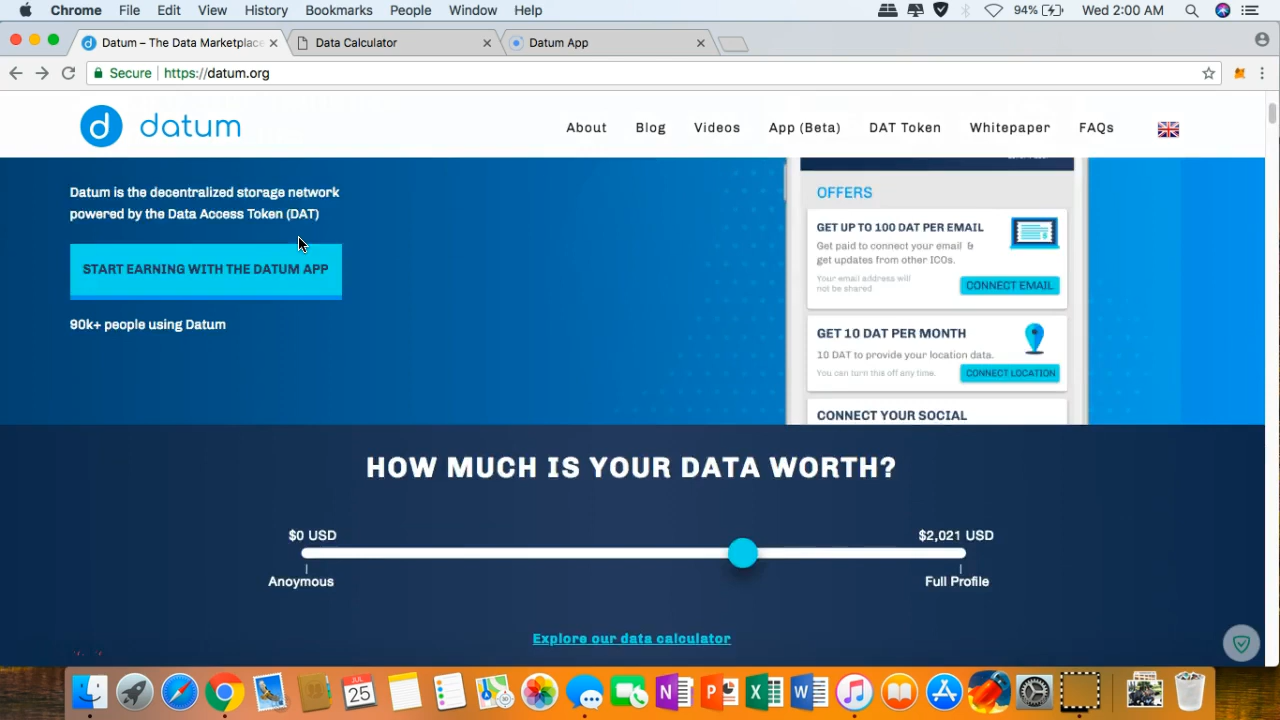 Chrome File Edit View History Bookmarks People Window Help 94% Wed 2:00 AM
Datum – The Data Marketplace Data Calculator Datum App
Secure https://datum.org
d datum About Blog Videos App (Beta) DAT Token Whitepaper FAQs
Datum is the decentralized storage network
powered by the Data Access Token (DAT)
START EARNING WITH THE DATUM APP
90k+ people using Datum
OFFERS
GET UP TO 100 DAT PER EMAIL
Get paid to connect your email &
get updates from other ICOs.
Your email address will
not be shared
CONNECT EMAIL
GET 10 DAT PER MONTH
10 DAT to provide your location data.
You can turn this off any time.
CONNECT LOCATION
CONNECT YOUR SOCIAL
HOW MUCH IS YOUR DATA WORTH?
$0 USD $2,021 USD
Anoymous Full Profile
Explore our data calculator
JUL
25
N P X W